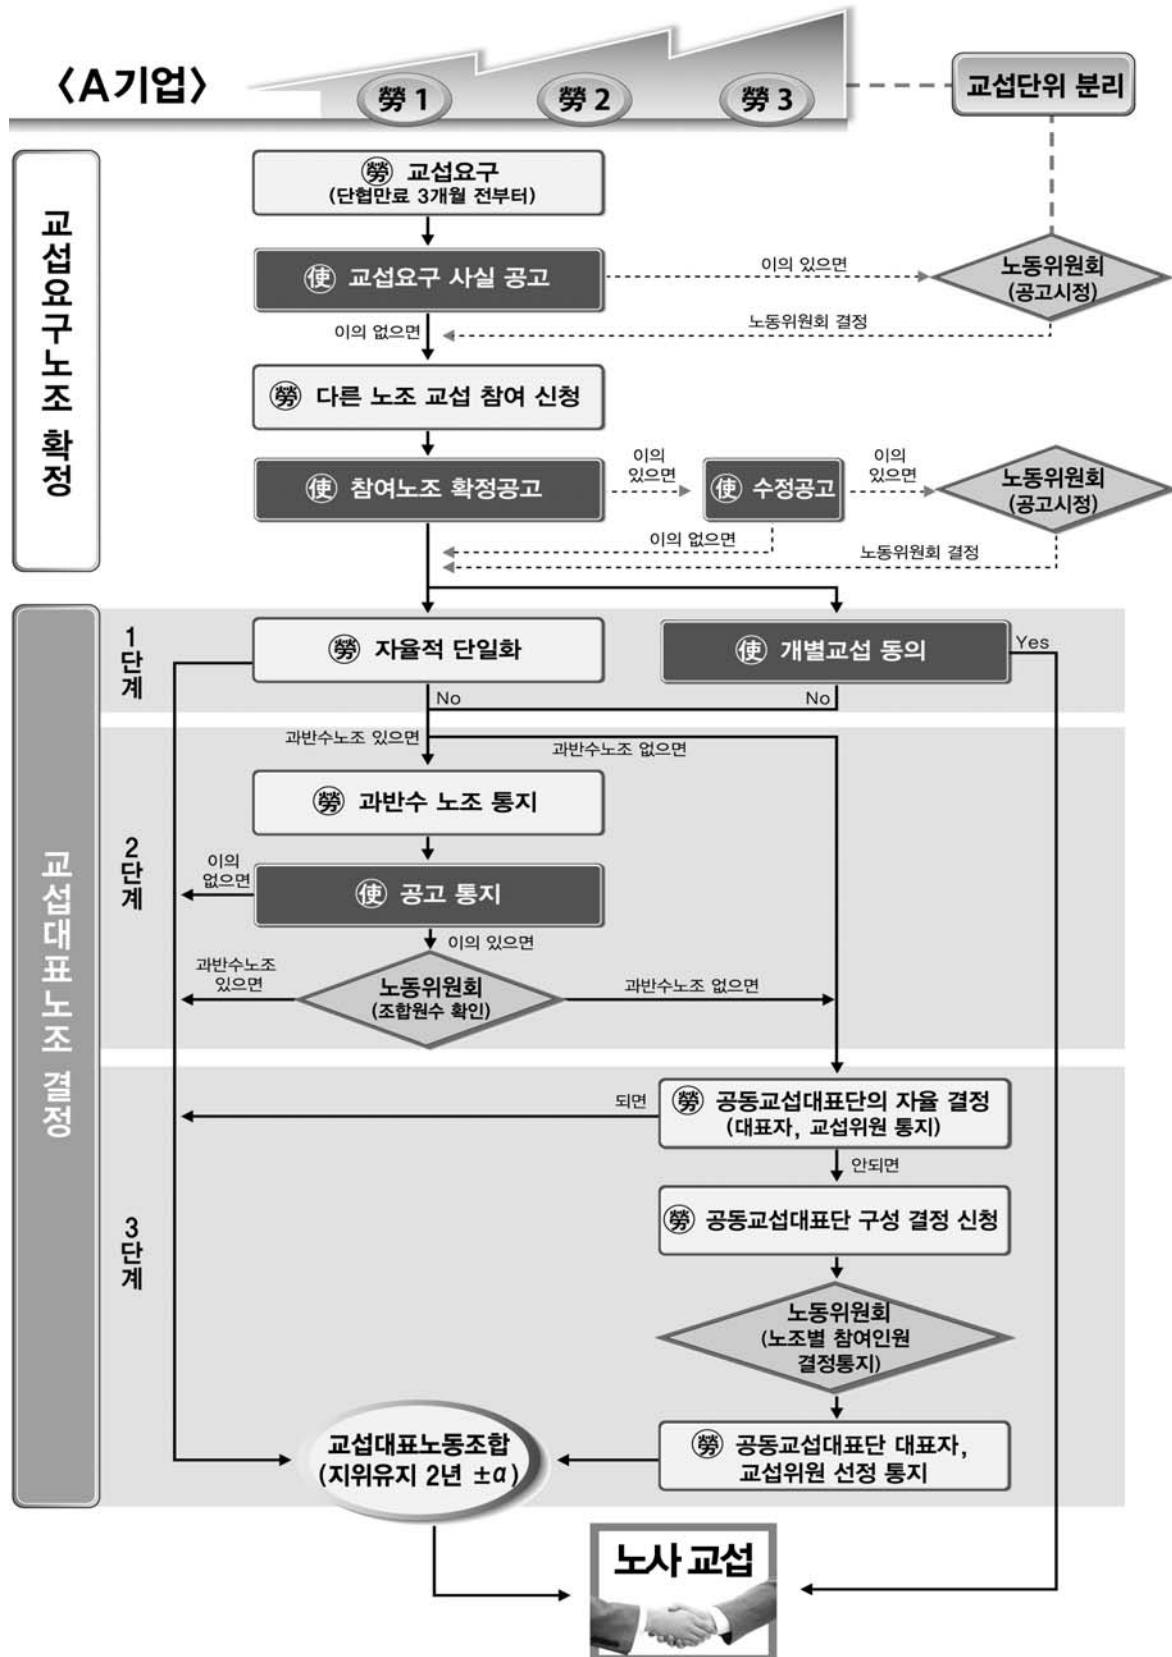 〈A기업〉
勞 1
勞 2
勞 3
교섭단위 분리
교섭요구노조 확정
勞 교섭요구
(단협만료 3개월 전부터)
使 교섭요구 사실 공고
이의 있으면
노동위원회
(공고시정)
이의 없으면
노동위원회 결정
勞 다른 노조 교섭 참여 신청
使 참여노조 확정공고
이의
있으면
使 수정공고
이의
있으면
노동위원회
(공고시정)
이의 없으면
노동위원회 결정
교섭대표노조 결정
1단계
勞 자율적 단일화
使 개별교섭 동의
Yes
No
No
2단계
과반수노조 있으면
과반수노조 없으면
勞 과반수 노조 통지
이의
없으면
使 공고 통지
이의 있으면
과반수노조
있으면
노동위원회
(조합원수 확인)
과반수노조 없으면
3단계
되면
勞 공동교섭대표단의 자율 결정
(대표자, 교섭위원 통지)
안되면
勞 공동교섭대표단 구성 결정 신청
노동위원회
(노조별 참여인원
결정통지)
교섭대표노동조합
(지위유지 2년 ±α)
勞 공동교섭대표단 대표자,
교섭위원 선정 통지
노사 교섭